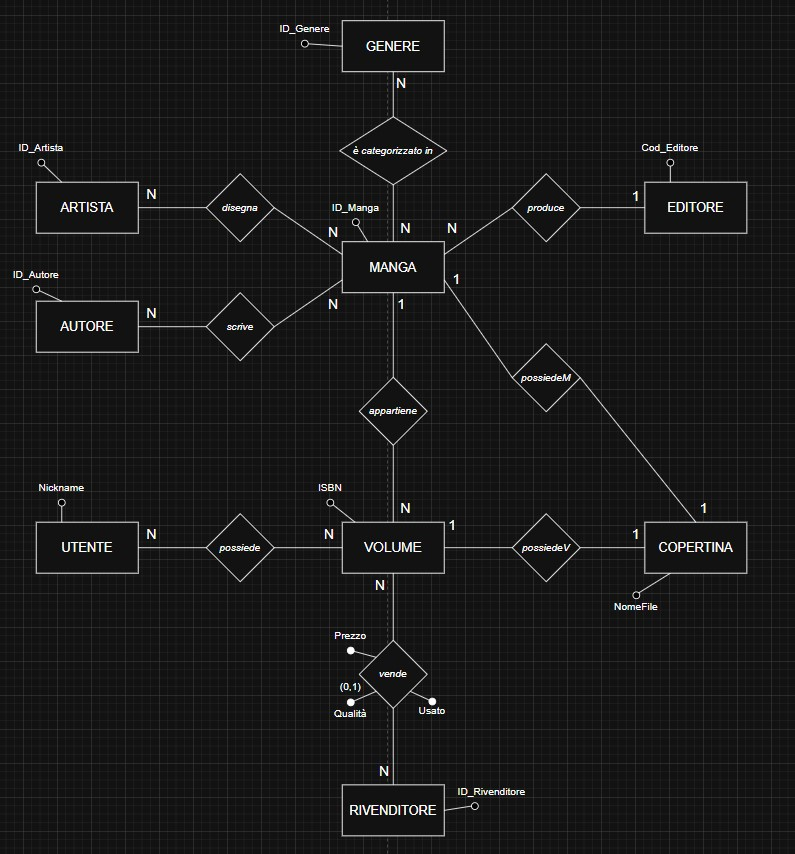 ID_Genere
GENERE
N
è categorizzato in
ID_Artista
Cod_Editore
ARTISTA
N
disegna
N
ID_Manga
N
N
produce
1
EDITORE
MANGA
ID_Autore
AUTORE
N
scrive
N
1
1
possiedeM
appartiene
Nickname
ISBN
N
1
1
UTENTE
N
possiede
N
VOLUME
possiedeV
1
COPERTINA
N
NomeFile
Prezzo
vende
(0,1)
Qualità
Usato
N
ID_Rivenditore
RIVENDITORE